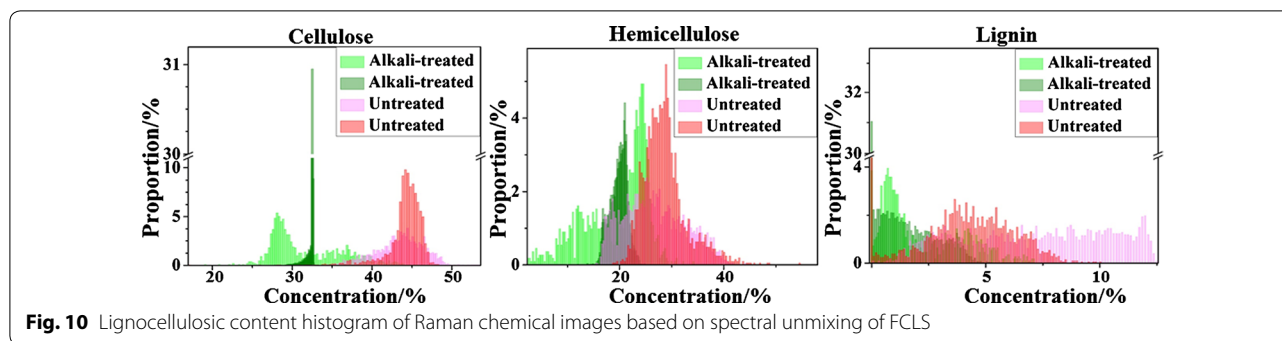 Cellulose
Proportion/%
31
30
10
5
0
20 30 40 50
Concentration/%
Alkali-treated
Alkali-treated
Untreated
Untreated
Hemicellulose
Proportion/%
4
2
0
20 40
Concentration/%
Alkali-treated
Alkali-treated
Untreated
Untreated
Lignin
Proportion/%
32
30
4
2
0
5 10
Concentration/%
Alkali-treated
Alkali-treated
Untreated
Untreated
Fig. 10 Lignocellulosic content histogram of Raman chemical images based on spectral unmixing of FCLS